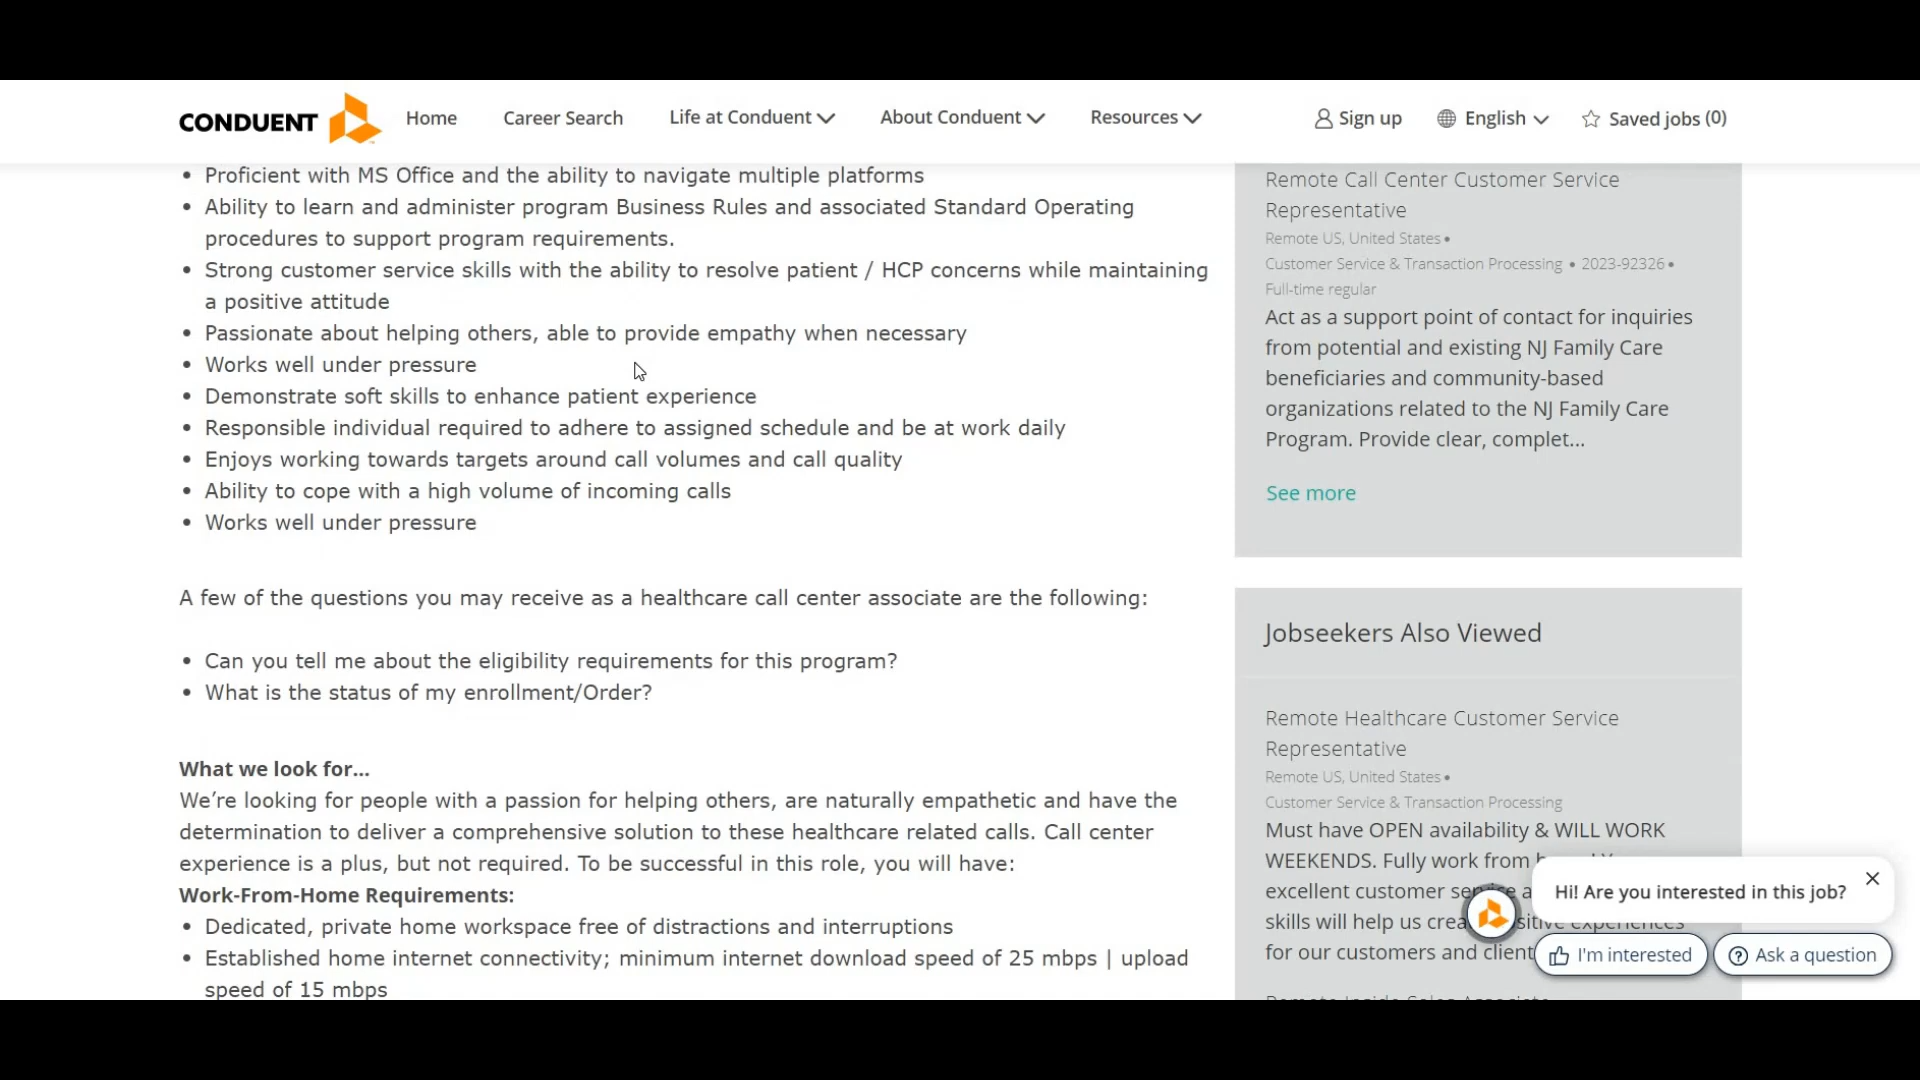 CONDUENT
Home
Career Search
Life at Conduent
About Conduent
Resources
Sign up
English
Saved jobs (0)
• Proficient with MS Office and the ability to navigate multiple platforms
• Ability to learn and administer program Business Rules and associated Standard Operating
procedures to support program requirements.
• Strong customer service skills with the ability to resolve patient / HCP concerns while maintaining
a positive attitude
• Passionate about helping others, able to provide empathy when necessary
• Works well under pressure
• Demonstrate soft skills to enhance patient experience
• Responsible individual required to adhere to assigned schedule and be at work daily
• Enjoys working towards targets around call volumes and call quality
• Ability to cope with a high volume of incoming calls
• Works well under pressure
A few of the questions you may receive as a healthcare call center associate are the following:
• Can you tell me about the eligibility requirements for this program?
• What is the status of my enrollment/Order?
What we look for...
We’re looking for people with a passion for helping others, are naturally empathetic and have the
determination to deliver a comprehensive solution to these healthcare related calls. Call center
experience is a plus, but not required. To be successful in this role, you will have:
Work-From-Home Requirements:
• Dedicated, private home workspace free of distractions and interruptions
• Established home internet connectivity; minimum internet download speed of 25 mbps | upload
speed of 15 mbps
Remote Call Center Customer Service
Representative
Remote US, United States •
Customer Service & Transaction Processing • 2023-92326 •
Full-time regular
Act as a support point of contact for inquiries
from potential and existing NJ Family Care
beneficiaries and community-based
organizations related to the NJ Family Care
Program. Provide clear, complet...
See more
Jobseekers Also Viewed
Remote Healthcare Customer Service
Representative
Remote US, United States •
Customer Service & Transaction Processing
Must have OPEN availability & WILL WORK
WEEKENDS. Fully work from
excellent customer
skills will help us experiences
for our customers and client
Remote Inside Sales Associate
Hi! Are you interested in this job?
I'm interested
Ask a question